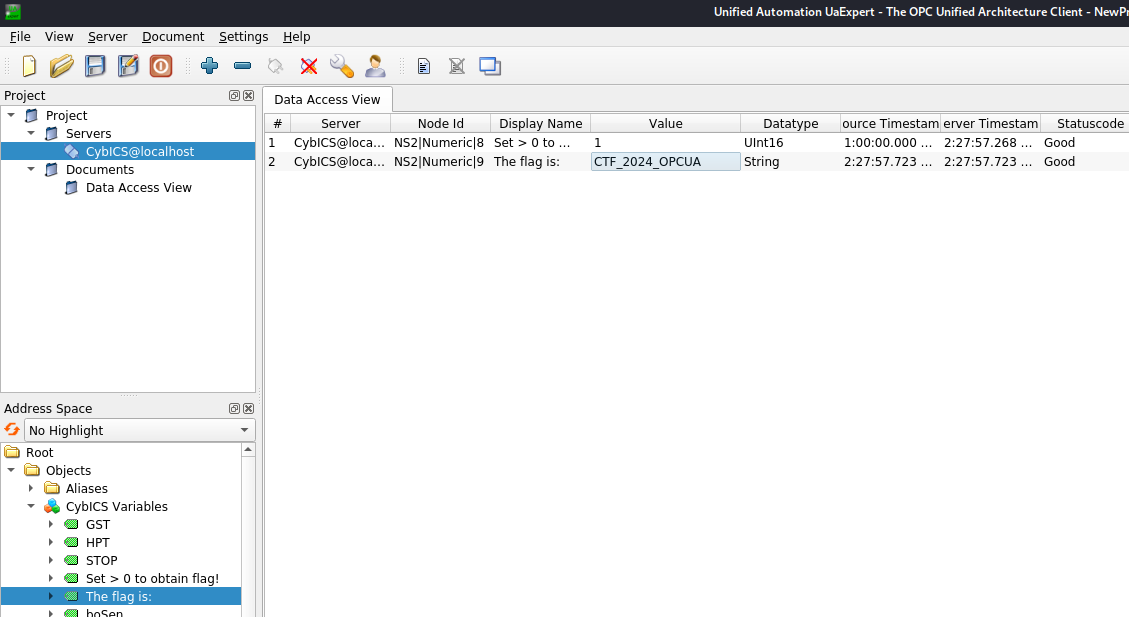 Unified Automation UaExpert - The OPC Unified Architecture Client - NewPr
File View Server Document Settings Help
Project
Project
Servers
CybICS@localhost
Documents
Data Access View
Address Space
No Highlight
Root
Objects
Aliases
CybICS Variables
GST
HPT
STOP
Set > 0 to obtain flag!
The flag is:
boSen
Data Access View
# Server Node Id Display Name Value Datatype ource Timestam erver Timestam Statuscode
1 CybICS@loca... NS2|Numeric|8 Set > 0 to ... 1 UInt16 1:00:00.000 ... 2:27:57.268 ... Good
2 CybICS@loca... NS2|Numeric|9 The flag is: CTF_2024_OPCUA String 2:27:57.723 ... 2:27:57.723 ... Good